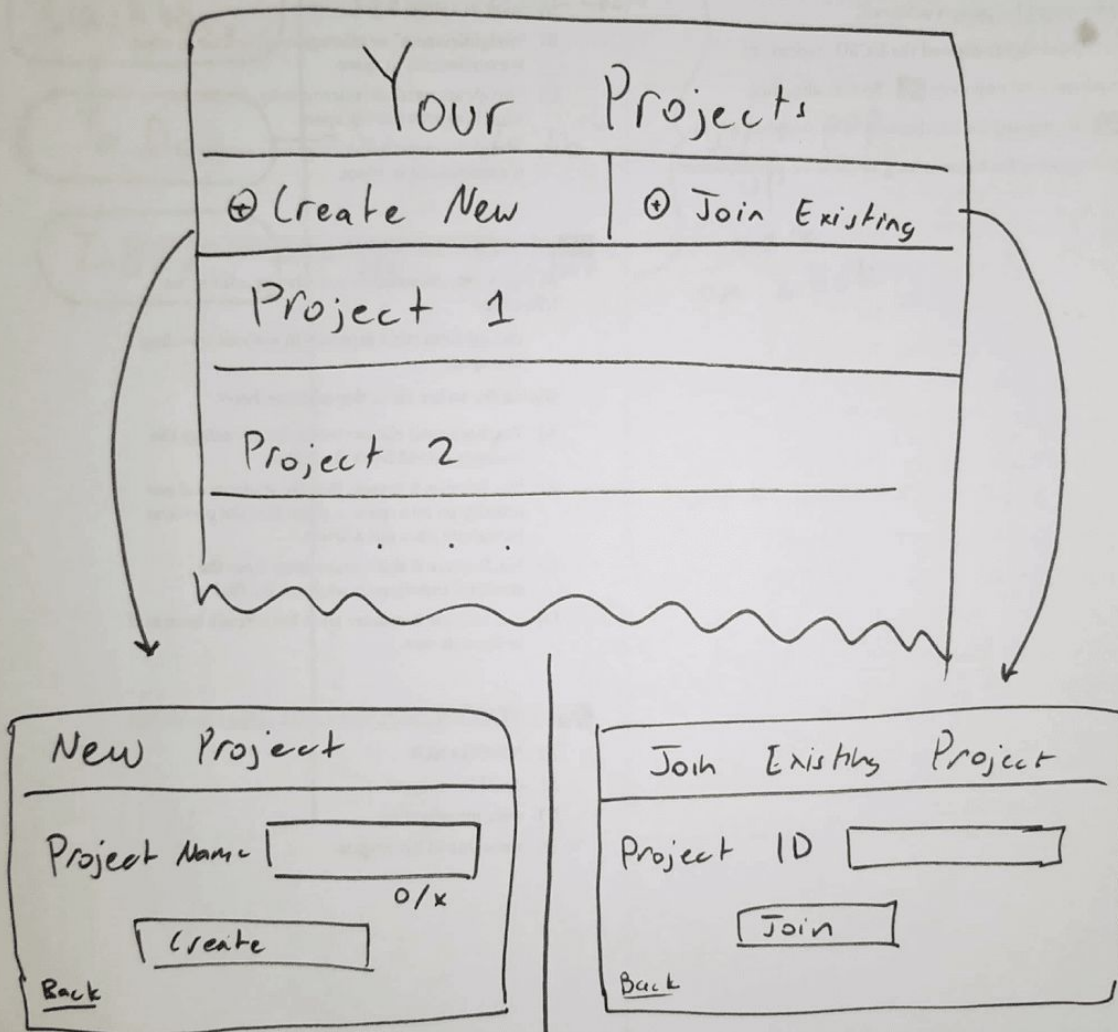 Your Projects
⊕ Create New ⊕ Join Existing
Project 1
Project 2
. . .
New Project
Project Name
0/x
Create
Back
Join Existing Project
Project ID
Join
Back